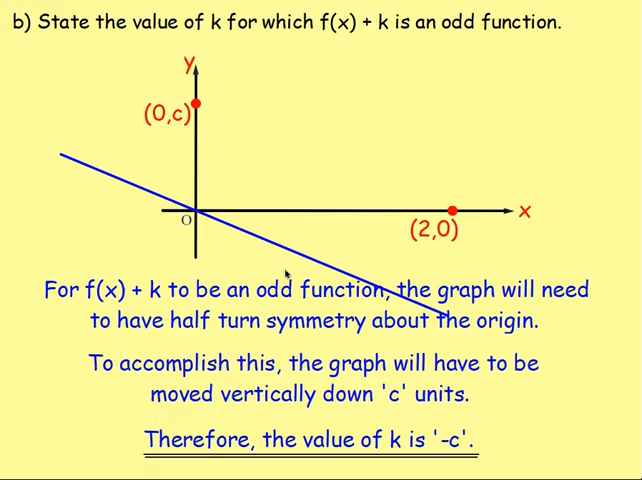 b) State the value of k for which f(x) + k is an odd function.
y
(0,c)
O
x
(2,0)
For f(x) + k to be an odd function, the graph will need
to have half turn symmetry about the origin.
To accomplish this, the graph will have to be
moved vertically down 'c' units.
Therefore, the value of k is '-c'.